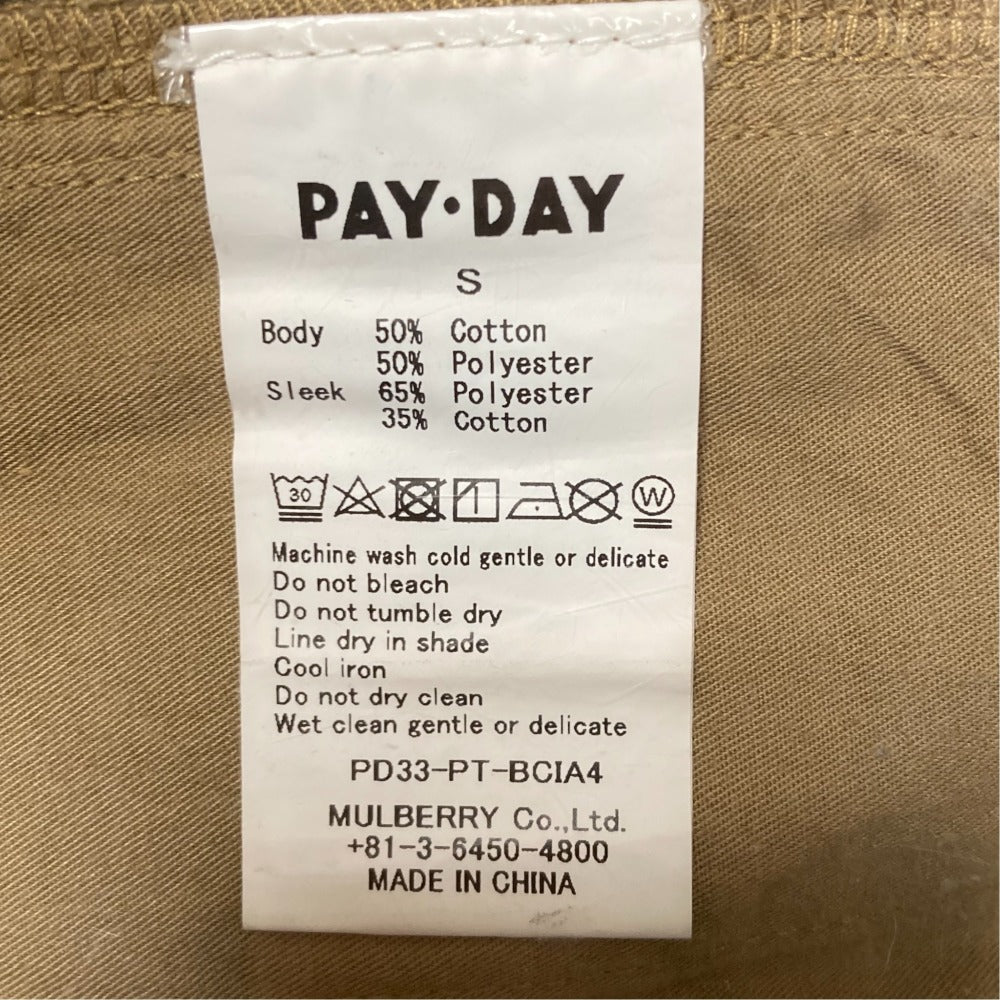 PAY·DAY
S
Body 50% Cotton
50% Polyester
Sleek 65% Polyester
35% Cotton
30 W
Machine wash cold gentle or delicate
Do not bleach
Do not tumble dry
Line dry in shade
Cool iron
Do not dry clean
Wet clean gentle or delicate
PD33-PT-BCIA4
MULBERRY Co.,Ltd.
+81-3-6450-4800
MADE IN CHINA